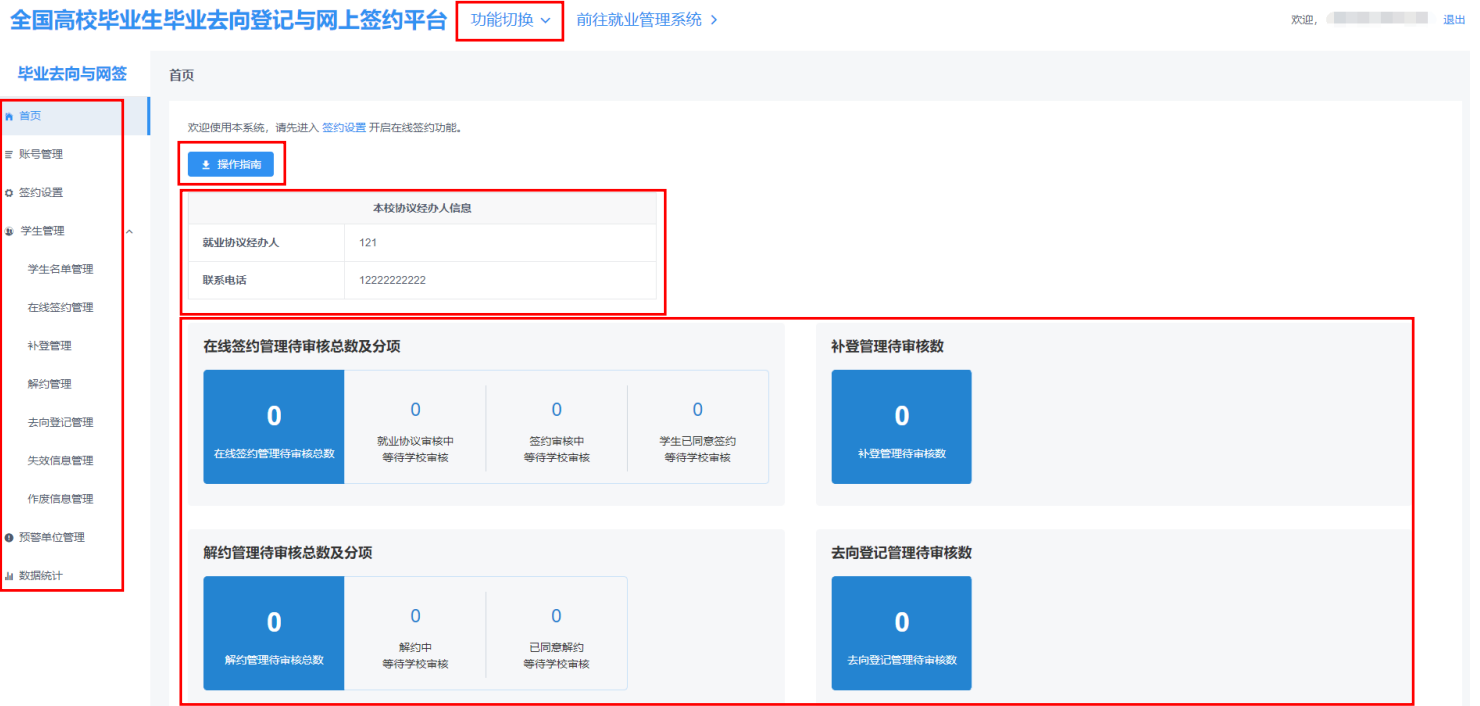 全国高校毕业生毕业去向登记与网上签约平台 功能切换 前往就业管理系统 欢迎, 退出
毕业去向与网签
首页
账号管理
签约设置
学生管理
学生名单管理
在线签约管理
补登管理
解约管理
去向登记管理
失效信息管理
作废信息管理
预警单位管理
数据统计
首页
欢迎使用本系统，请先进入 签约设置 开启在线签约功能。
操作指南
本校协议经办人信息
就业协议经办人 121
联系电话 12222222222
在线签约管理待审核总数及分项
0
在线签约管理待审核总数
0
就业协议审核中
等待学校审核
0
签约审核中
等待学校审核
0
学生已同意签约
等待学校审核
补登管理待审核数
0
补登管理待审核数
解约管理待审核总数及分项
0
解约管理待审核总数
0
解约中
等待学校审核
0
已同意解约
等待学校审核
去向登记管理待审核数
0
去向登记管理待审核数